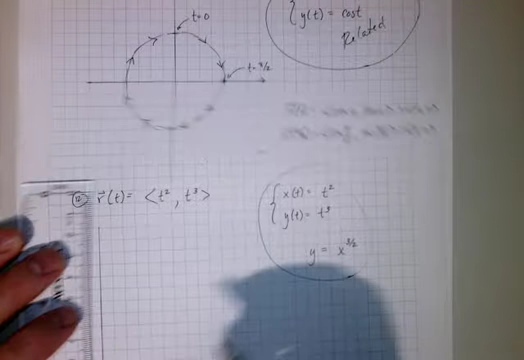 t=0
y(t) = cost
Related
t=π/2
r⃗(t) = <t², t³>
x(t) = t²
y(t) = t³
y = x^3/2